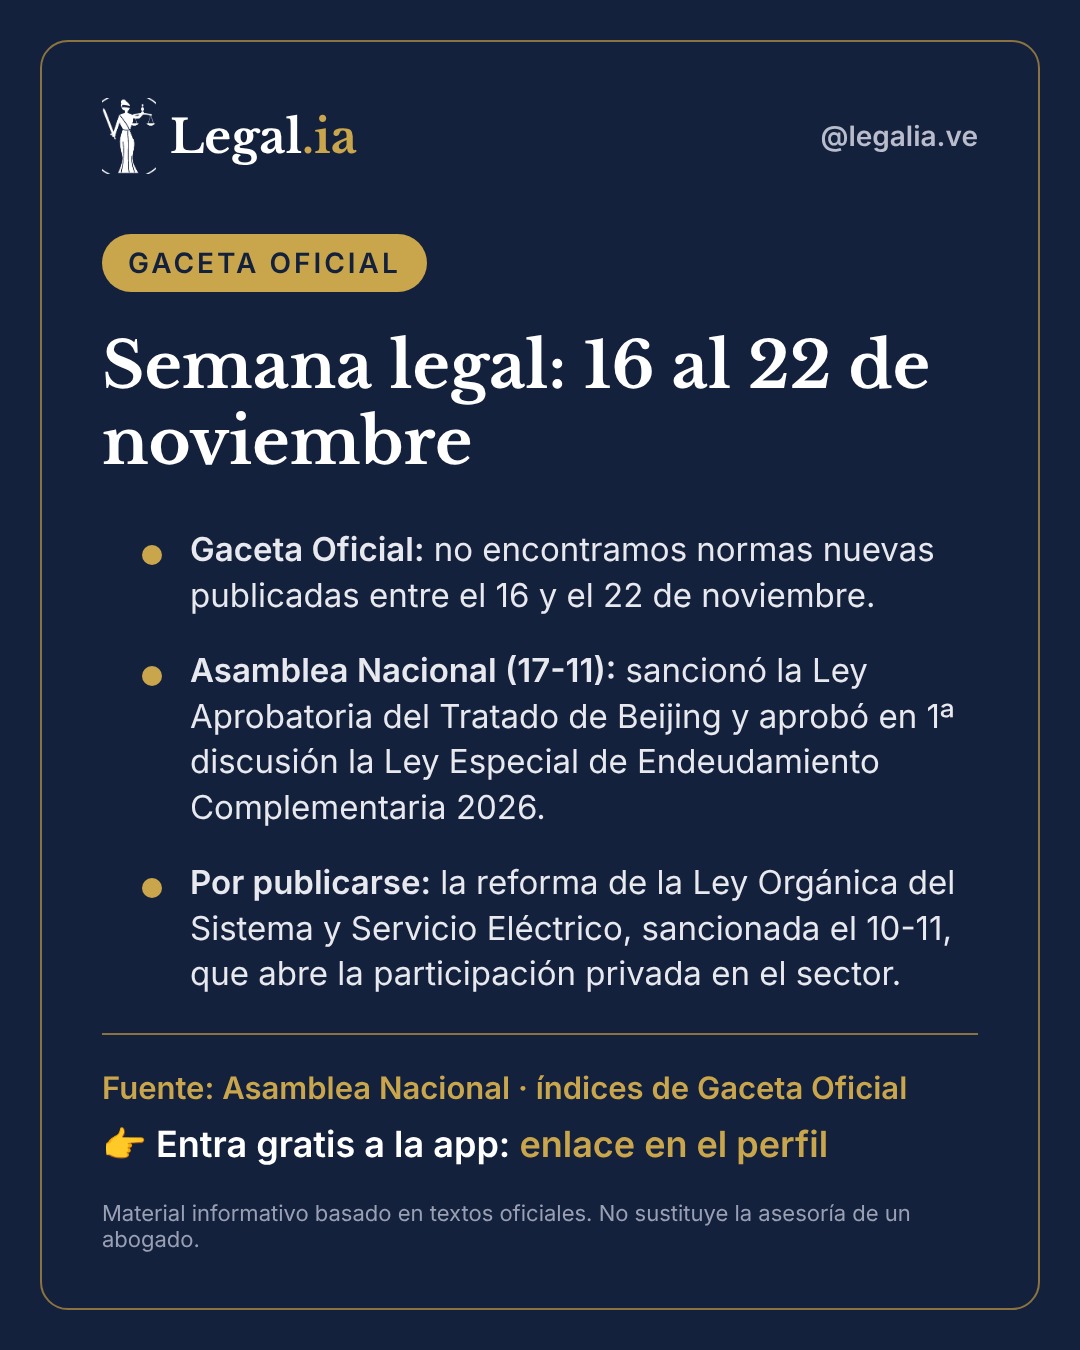 Legal.ia
@legalia.ve
GACETA OFICIAL
Semana legal: 16 al 22 de
noviembre
Gaceta Oficial: no encontramos normas nuevas
publicadas entre el 16 y el 22 de noviembre.
Asamblea Nacional (17-11): sancionó la Ley
Aprobatoria del Tratado de Beijing y aprobó en 1ª
discusión la Ley Especial de Endeudamiento
Complementaria 2026.
Por publicarse: la reforma de la Ley Orgánica del
Sistema y Servicio Eléctrico, sancionada el 10-11,
que abre la participación privada en el sector.
Fuente: Asamblea Nacional · índices de Gaceta Oficial
👉 Entra gratis a la app: enlace en el perfil
Material informativo basado en textos oficiales. No sustituye la asesoría de un
abogado.